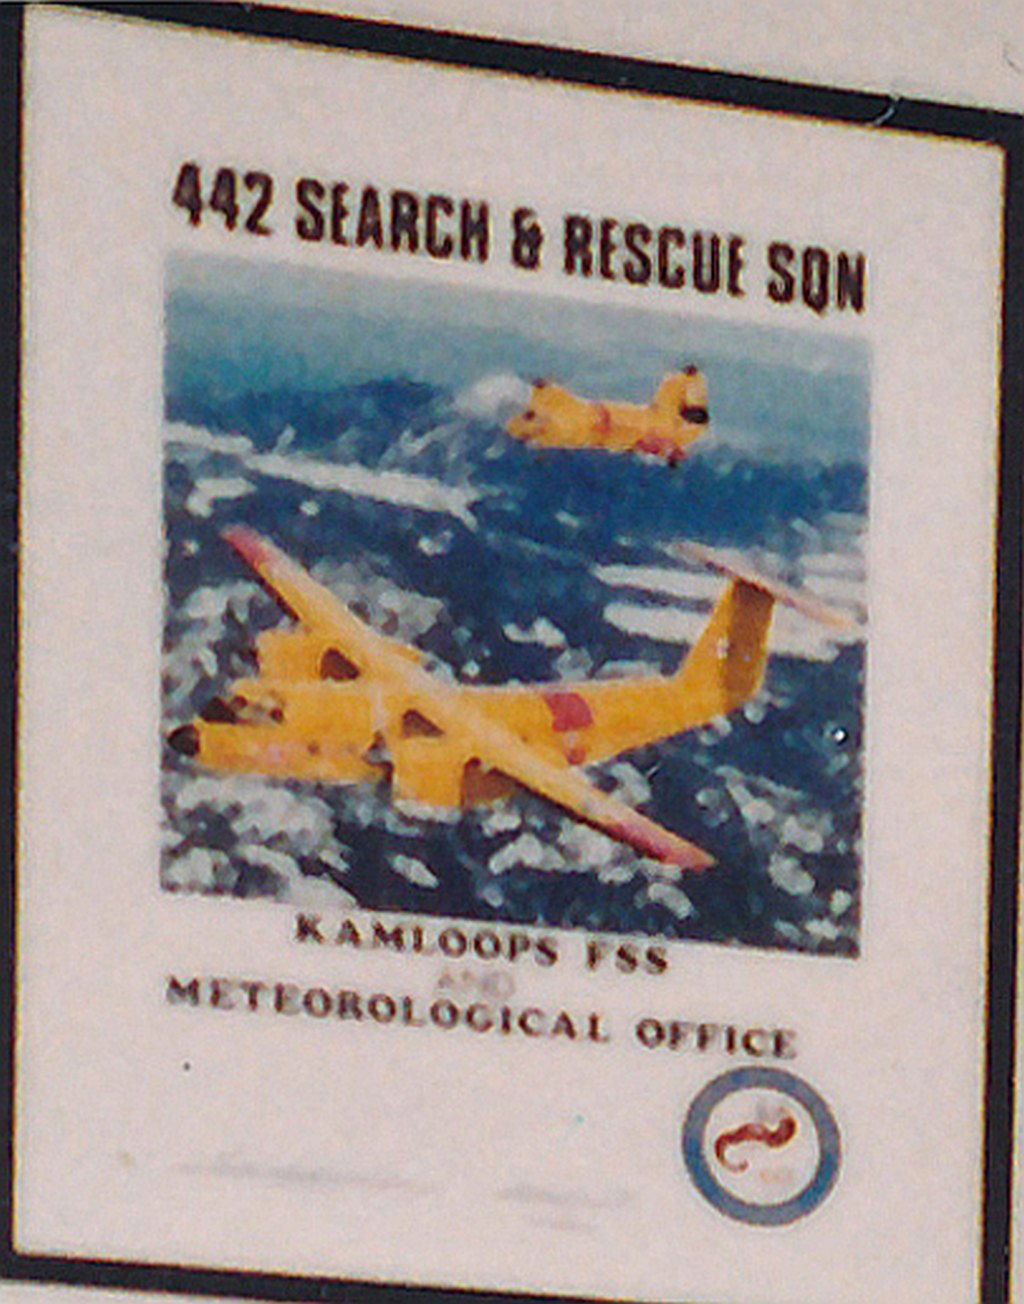 442 SEARCH & RESCUE SQN
KAMLOOPS FSS
AND
METEOROLOGICAL OFFICE